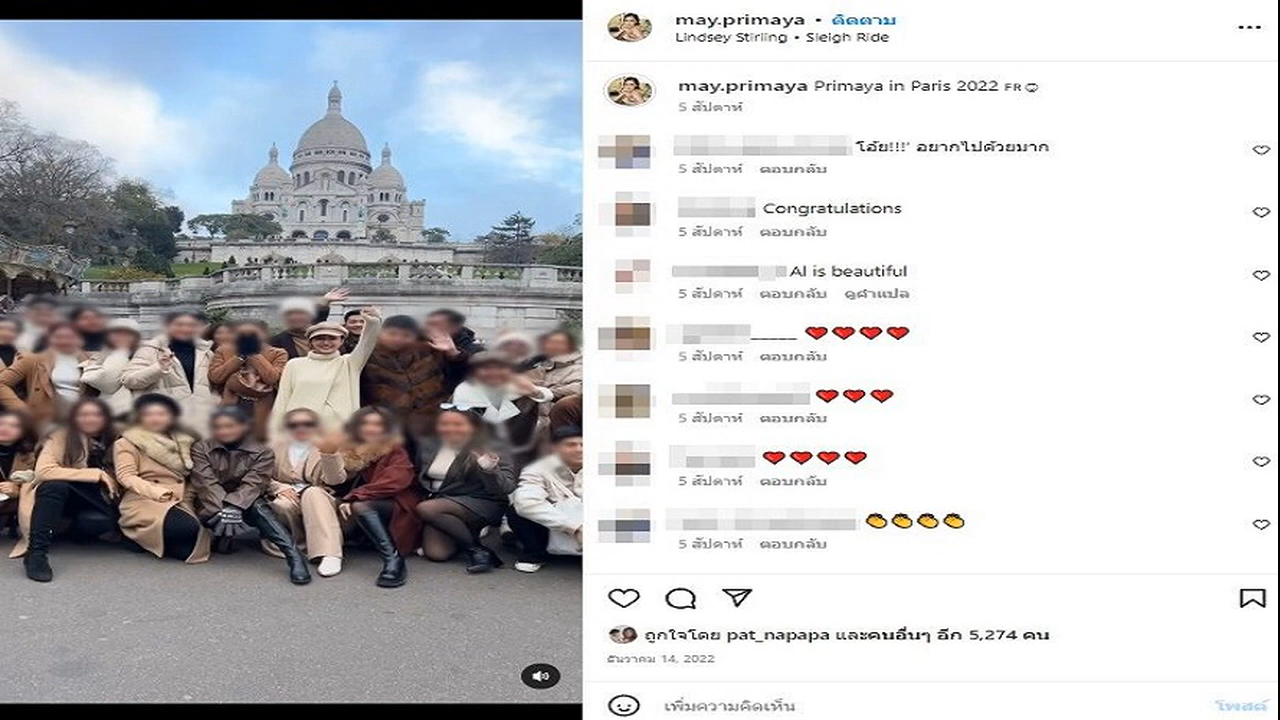 may.primaya • ติดตาม
Lindsey Stirling • Sleigh Ride
may.primaya Primaya in Paris 2022 FR
5 สัปดาห์
โอ๊ย!!!' อยากไปด้วยมาก
5 สัปดาห์ ตอบกลับ
Congratulations
5 สัปดาห์ ตอบกลับ
Al is beautiful
5 สัปดาห์ ตอบกลับ ดูคำแปล
5 สัปดาห์ ตอบกลับ
5 สัปดาห์ ตอบกลับ
5 สัปดาห์ ตอบกลับ
5 สัปดาห์ ตอบกลับ
ถูกใจโดย pat_napapa และคนอื่นๆ อีก 5,274 คน
ธันวาคม 14, 2022
เพิ่มความคิดเห็น
โพสต์